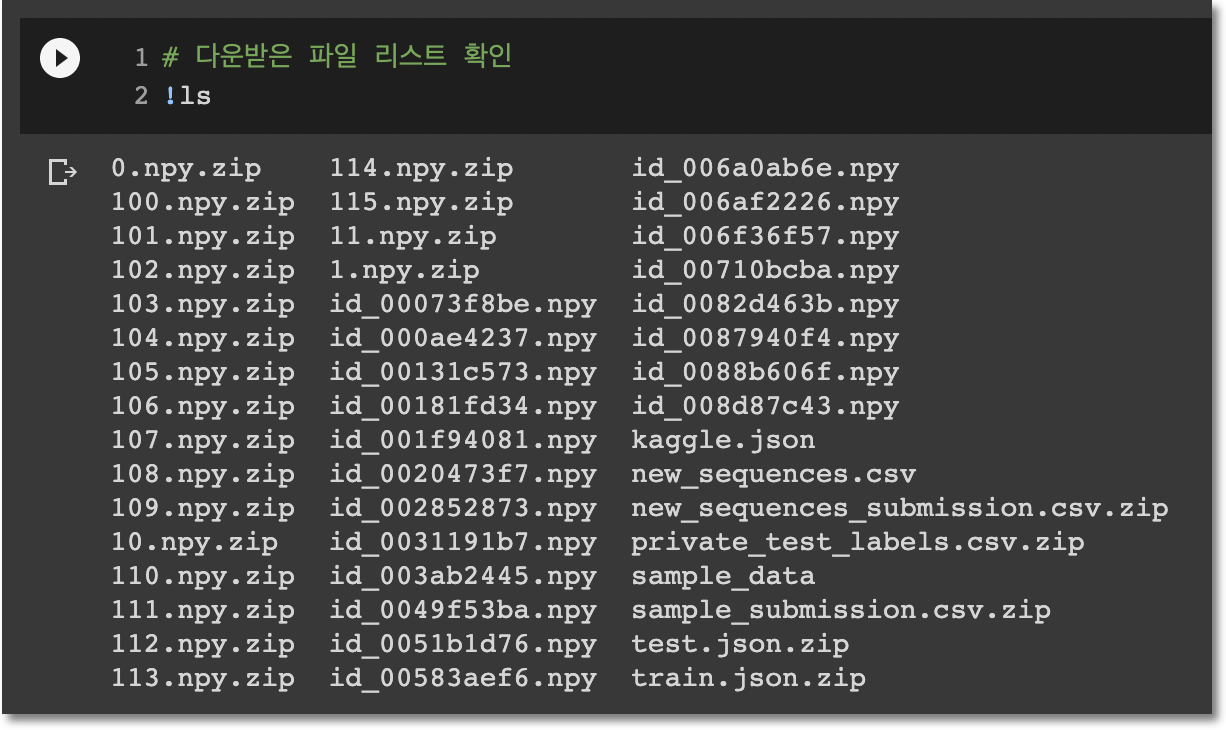 1 # 다운받은 파일 리스트 확인
2 !ls
0.npy.zip 114.npy.zip id_006a0ab6e.npy
100.npy.zip 115.npy.zip id_006af2226.npy
101.npy.zip 11.npy.zip id_006f36f57.npy
102.npy.zip 1.npy.zip id_00710bcba.npy
103.npy.zip id_00073f8be.npy id_0082d463b.npy
104.npy.zip id_000ae4237.npy id_0087940f4.npy
105.npy.zip id_00131c573.npy id_0088b606f.npy
106.npy.zip id_00181fd34.npy id_008d87c43.npy
107.npy.zip id_001f94081.npy kaggle.json
108.npy.zip id_0020473f7.npy new_sequences.csv
109.npy.zip id_002852873.npy new_sequences_submission.csv.zip
10.npy.zip id_0031191b7.npy private_test_labels.csv.zip
110.npy.zip id_003ab2445.npy sample_data
111.npy.zip id_0049f53ba.npy sample_submission.csv.zip
112.npy.zip id_0051b1d76.npy test.json.zip
113.npy.zip id_00583aef6.npy train.json.zip